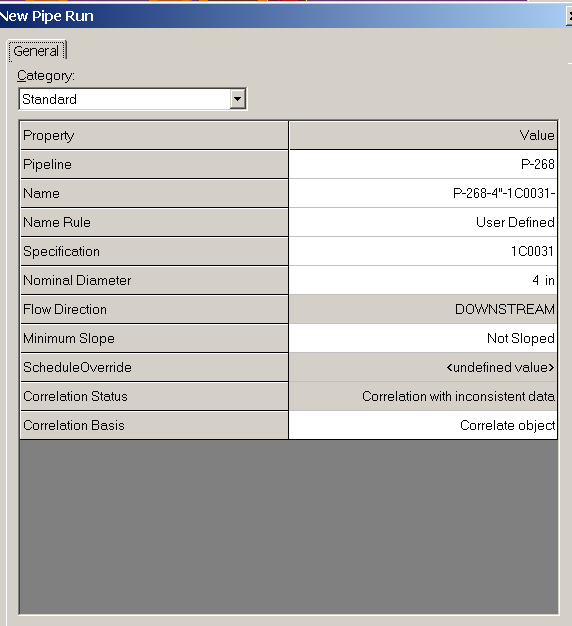 New Pipe Run
General
Category:
Standard
Property Value
Pipeline P-268
Name P-268-4"-1C0031-
Name Rule User Defined
Specification 1C0031
Nominal Diameter 4 in
Flow Direction DOWNSTREAM
Minimum Slope Not Sloped
ScheduleOverride <undefined value>
Correlation Status Correlation with inconsistent data
Correlation Basis Correlate object